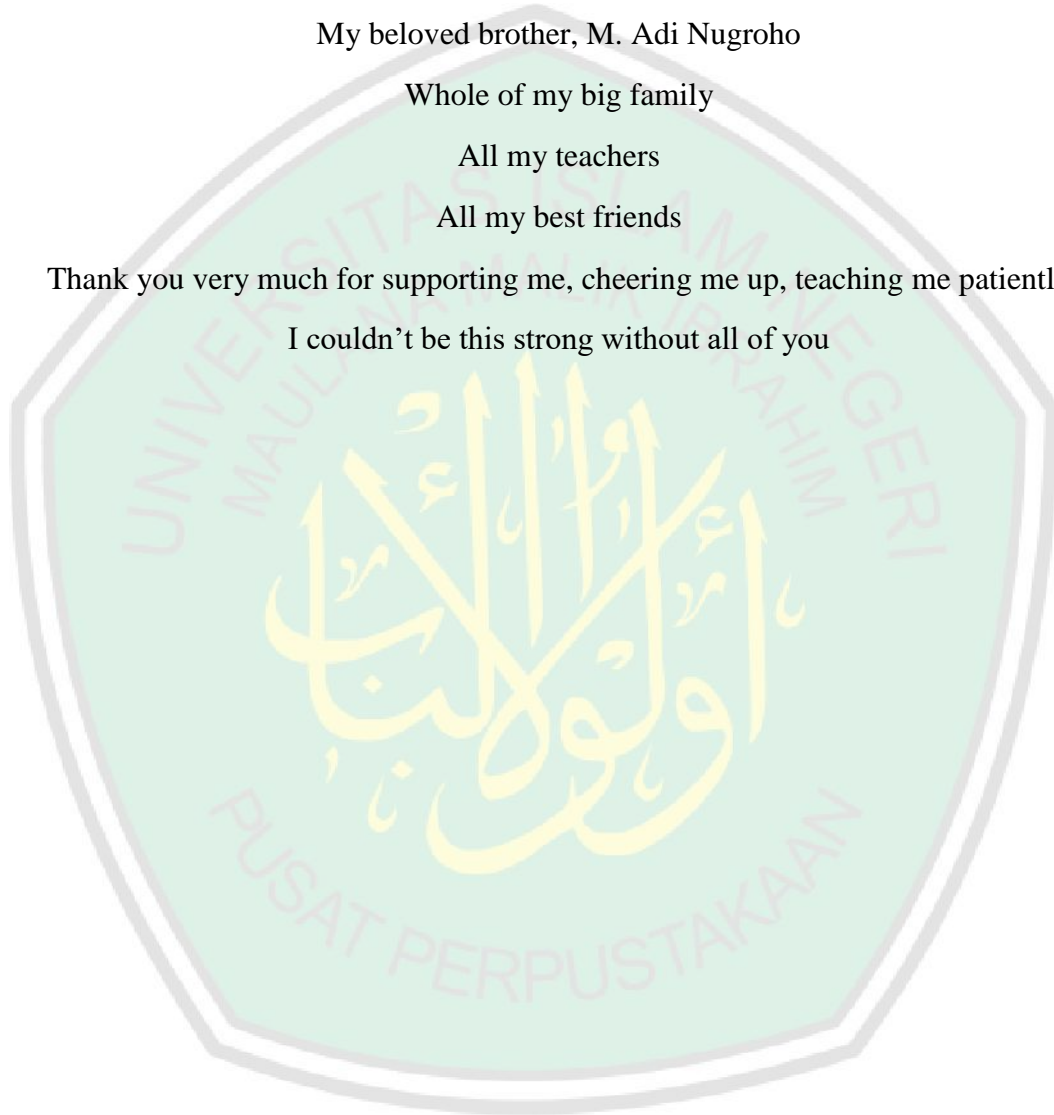 My beloved brother, M. Adi Nugroho
Whole of my big family
All my teachers
All my best friends
Thank you very much for supporting me, cheering me up, teaching me patientl
I couldn’t be this strong without all of you
UNIVERSITAS ISLAM NEGERI
MAULANA MALIK IBRAHIM
أولو الألباب
PUSAT PERPUSTAKAAN